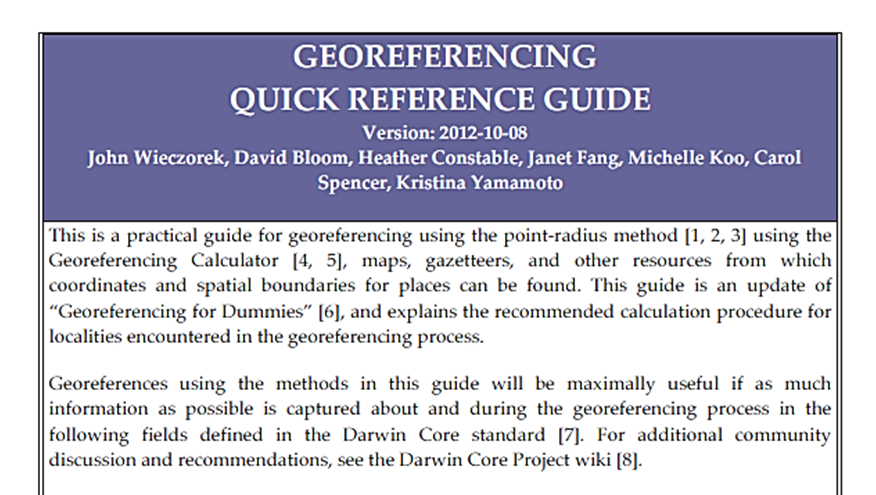 GEOREFERENCING
QUICK REFERENCE GUIDE
Version: 2012-10-08
John Wieczorek, David Bloom, Heather Constable, Janet Fang, Michelle Koo, Carol
Spencer, Kristina Yamamoto
This is a practical guide for georeferencing using the point-radius method [1, 2, 3] using the
Georeferencing Calculator [4, 5], maps, gazetteers, and other resources from which
coordinates and spatial boundaries for places can be found. This guide is an update of
“Georeferencing for Dummies” [6], and explains the recommended calculation procedure for
localities encountered in the georeferencing process.
Georeferences using the methods in this guide will be maximally useful if as much
information as possible is captured about and during the georeferencing process in the
following fields defined in the Darwin Core standard [7]. For additional community
discussion and recommendations, see the Darwin Core Project wiki [8].